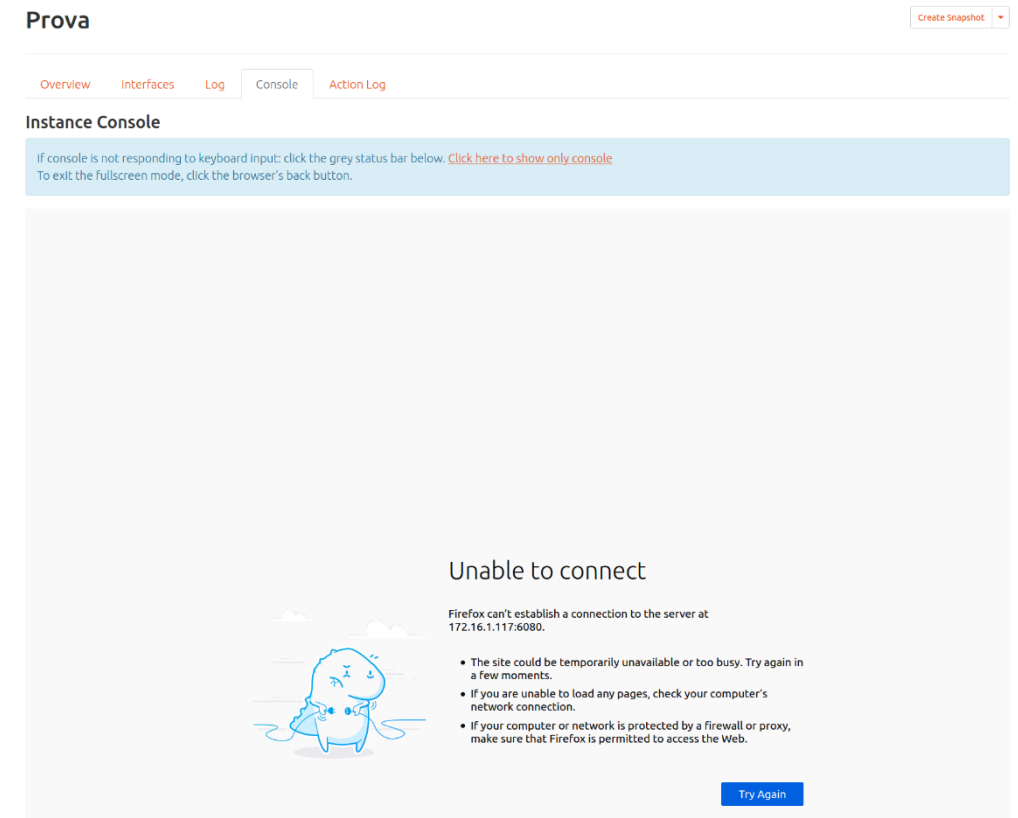 Prova
Create Snapshot
Overview Interfaces Log Console Action Log
Instance Console
If console is not responding to keyboard input: click the grey status bar below. Click here to show only console
To exit the fullscreen mode, click the browser's back button.
Unable to connect
Firefox can't establish a connection to the server at
172.16.1.117:6080.
• The site could be temporarily unavailable or too busy. Try again in
a few moments.
• If you are unable to load any pages, check your computer's
network connection.
• If your computer or network is protected by a firewall or proxy,
make sure that Firefox is permitted to access the Web.
Try Again